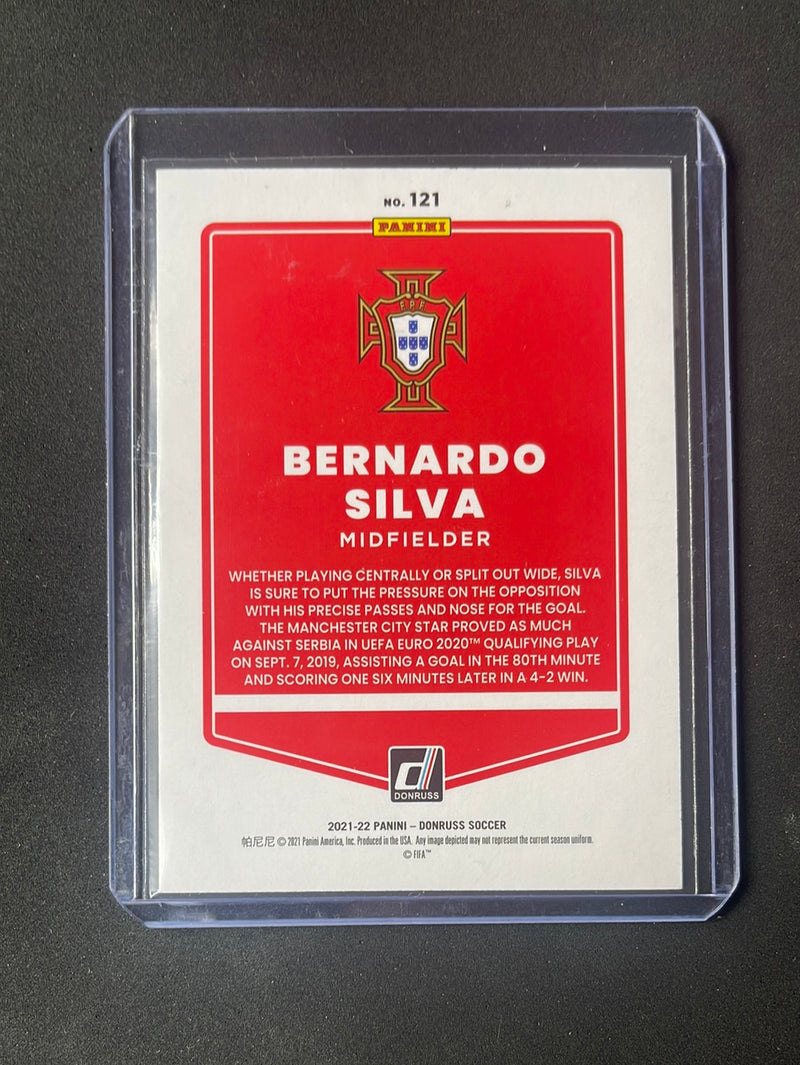 NO. 121
PANINI
F.P.F.
BERNARDO
SILVA
MIDFIELDER
WHETHER PLAYING CENTRALLY OR SPLIT OUT WIDE, SILVA
IS SURE TO PUT THE PRESSURE ON THE OPPOSITION
WITH HIS PRECISE PASSES AND NOSE FOR THE GOAL.
THE MANCHESTER CITY STAR PROVED AS MUCH
AGAINST SERBIA IN UEFA EURO 2020™ QUALIFYING PLAY
ON SEPT. 7, 2019, ASSISTING A GOAL IN THE 80TH MINUTE
AND SCORING ONE SIX MINUTES LATER IN A 4-2 WIN.
d
DONRUSS
2021-22 PANINI – DONRUSS SOCCER
帕尼尼 © 2021 Panini America, Inc. Produced in the USA. Any image depicted may not represent the current season uniform.
© FIFA™